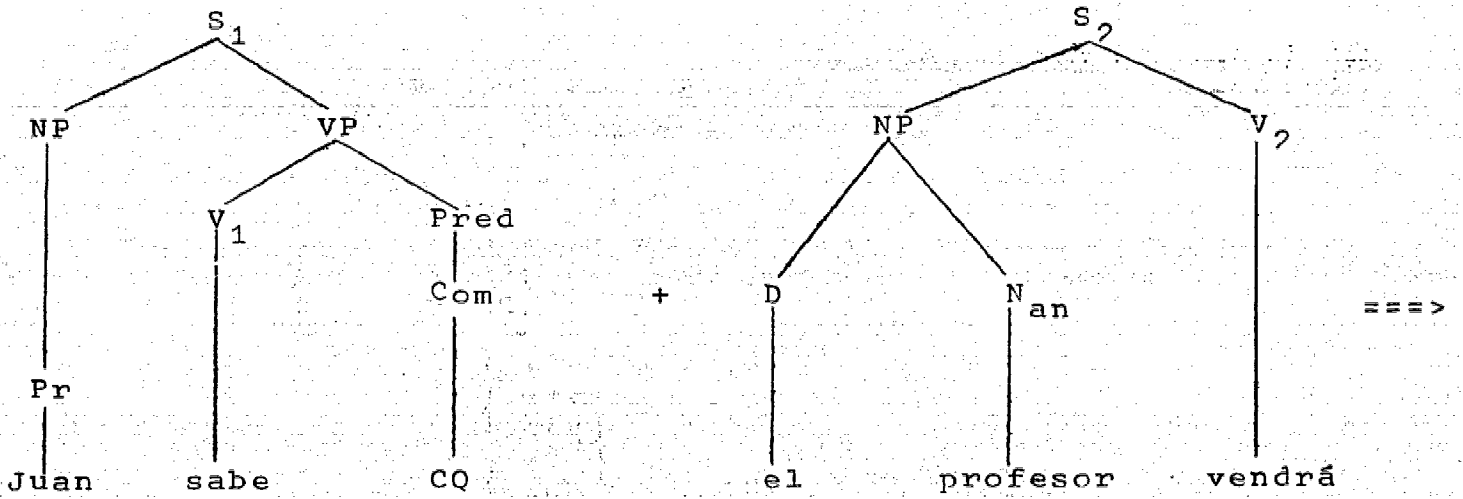 S1 S2
NP VP NP V2
V1 Pred
Com + D Nan ===>
Pr
Juan sabe CQ el profesor vendrá